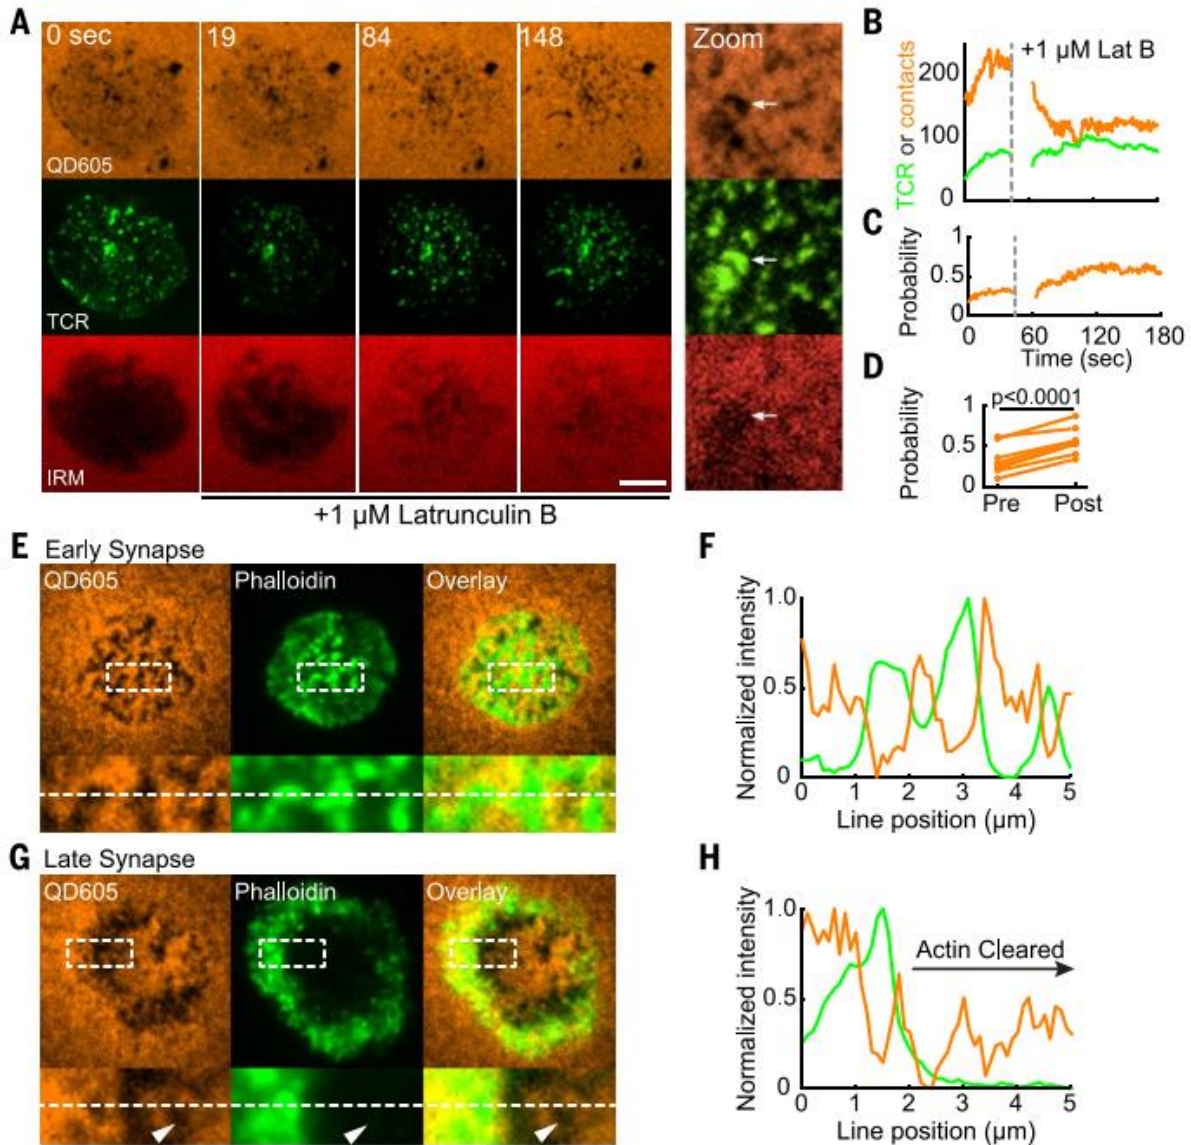 A
0 sec
19
84
148
Zoom
QD605
TCR
IRM
+1 µM Latrunculin B
B
+1 µM Lat B
TCR or contacts
200
100
0
C
Probability
1
0.5
0
0
60
120
180
Time (sec)
D
p<0.0001
Probability
1
0.5
0
Pre
Post
E
Early Synapse
QD605
Phalloidin
Overlay
F
Normalized intensity
1.0
0.5
0
0
1
2
3
4
5
Line position (µm)
G
Late Synapse
QD605
Phalloidin
Overlay
H
Normalized intensity
1.0
0.5
0
Actin Cleared
0
1
2
3
4
5
Line position (µm)